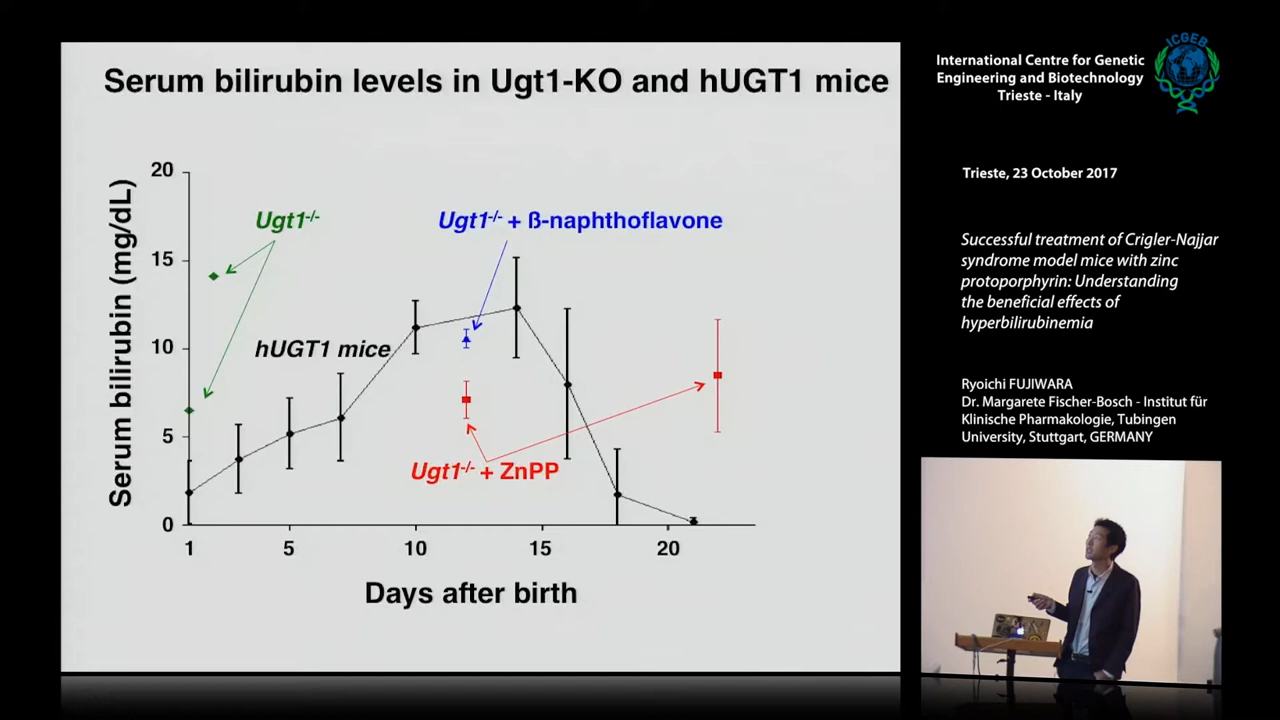 Serum bilirubin levels in Ugt1-KO and hUGT1 mice
Serum bilirubin (mg/dL)
20
15
10
5
0
Ugt1-/-
Ugt1-/- + ß-naphthoflavone
hUGT1 mice
Ugt1-/- + ZnPP
1
5
10
15
20
Days after birth
International Centre for Genetic
Engineering and Biotechnology
Trieste - Italy
ICGEB
Trieste, 23 October 2017
Successful treatment of Crigler-Najjar
syndrome model mice with zinc
protoporphyrin: Understanding
the beneficial effects of
hyperbilirubinemia
Ryoichi FUJIWARA
Dr. Margarete Fischer-Bosch - Institut für
Klinische Pharmakologie, Tubingen
University, Stuttgart, GERMANY